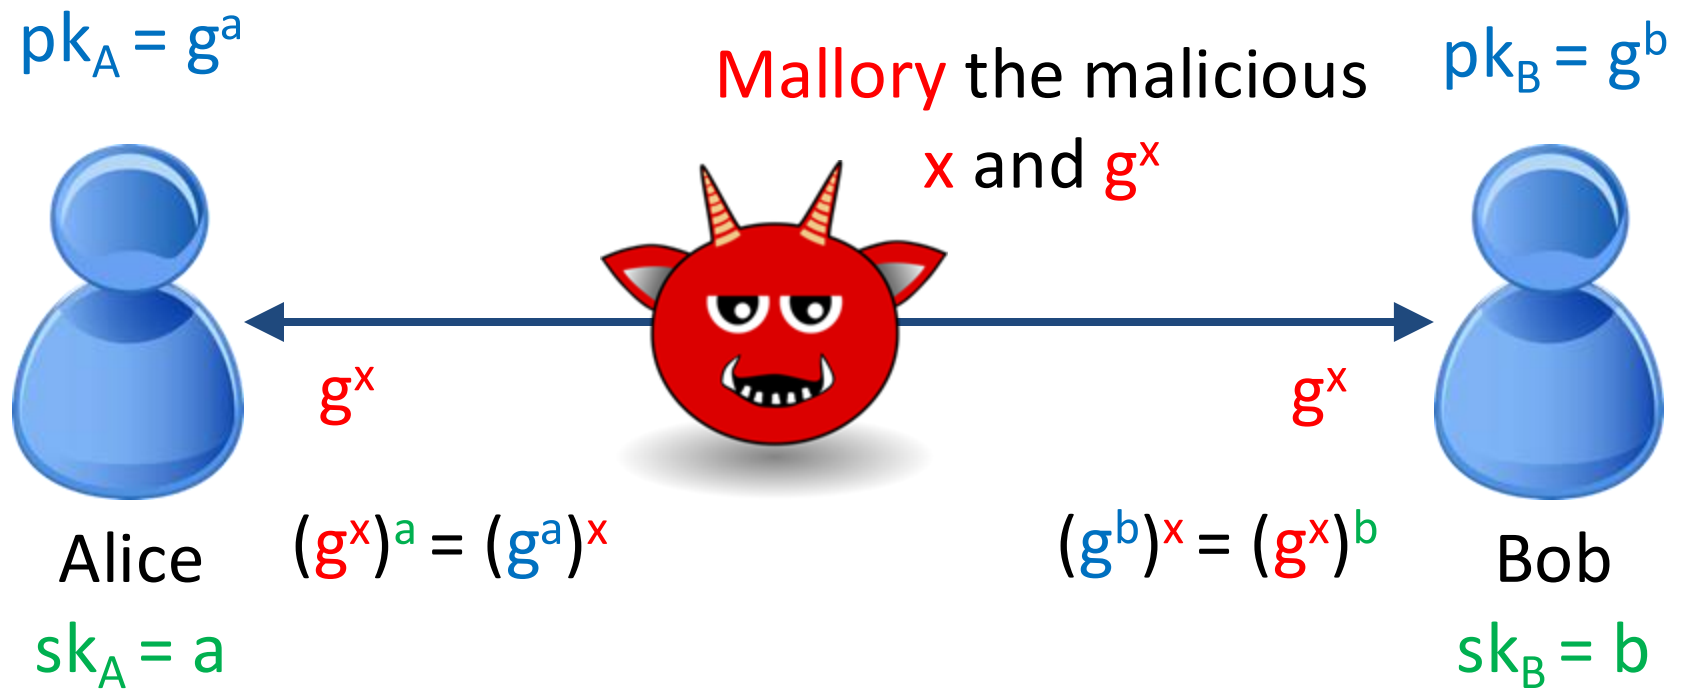 pk_A = g^a
Mallory the malicious
x and g^x
pk_B = g^b
g^x
g^x
Alice
(g^x)^a = (g^a)^x
(g^b)^x = (g^x)^b
Bob
sk_A = a
sk_B = b